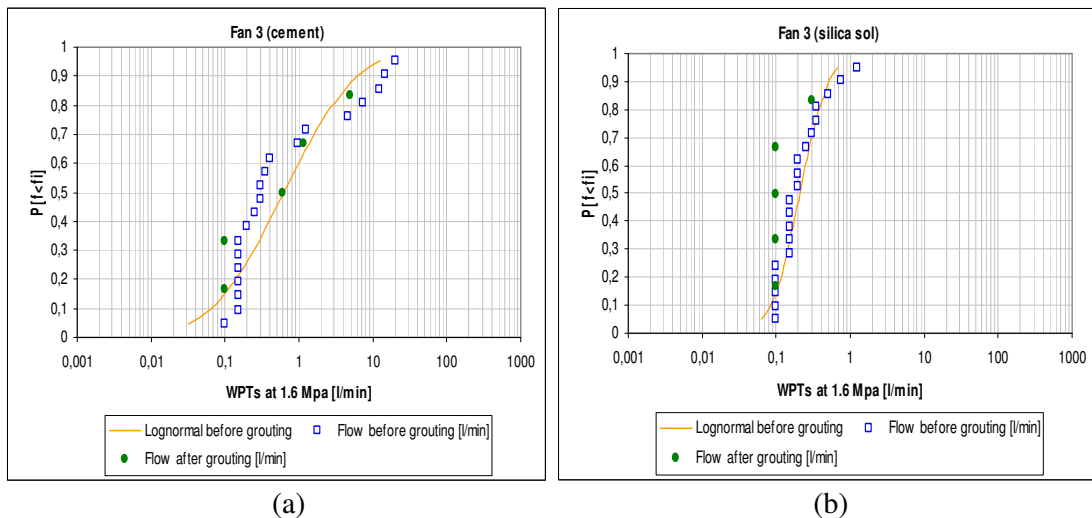 Fan 3 (cement)
1
0,9
0,8
0,7
0,6
0,5
0,4
0,3
0,2
0,1
0
P [f<fi]
0,001 0,01 0,1 1 10 100 1000
WPTs at 1.6 Mpa [l/min]
Lognormal before grouting Flow before grouting [l/min]
Flow after grouting [l/min]
(a)
Fan 3 (silica sol)
1
0,9
0,8
0,7
0,6
0,5
0,4
0,3
0,2
0,1
0
P [f<fi]
0,001 0,01 0,1 1 10 100 1000
WPTs at 1.6 Mpa [l/min]
Lognormal before grouting Flow before grouting [l/min]
Flow after grouting [l/min]
(b)